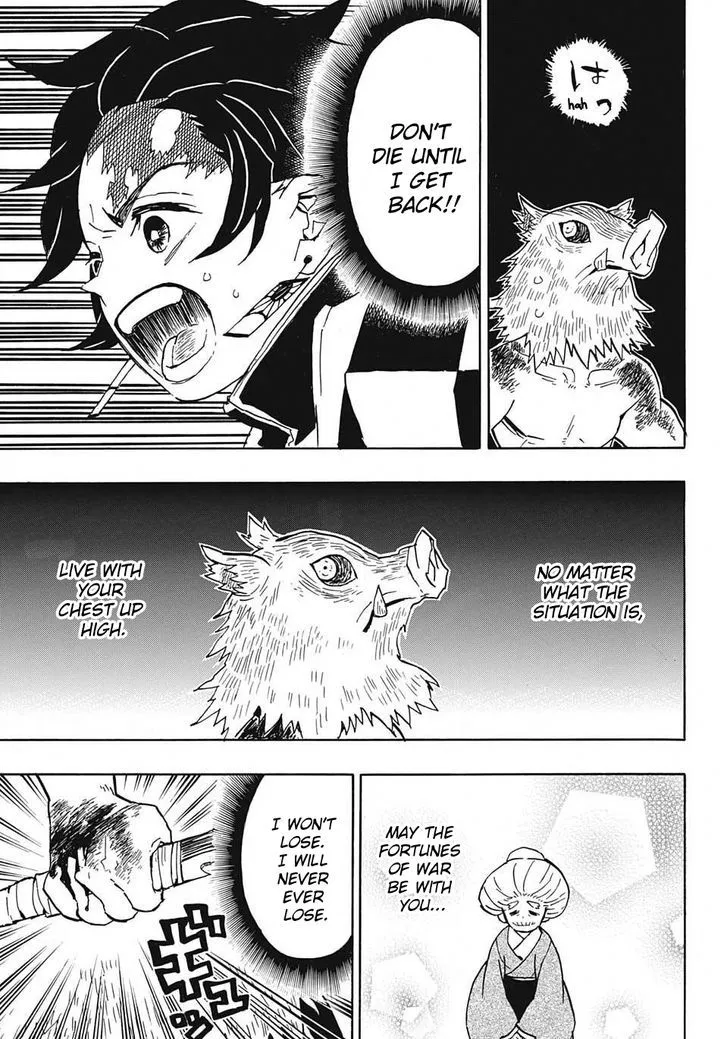 はっ
hah
DON'T
DIE UNTIL
I GET
BACK!!
NO MATTER
WHAT THE
SITUATION IS,
LIVE WITH
YOUR
CHEST UP
HIGH.
MAY THE
FORTUNES
OF WAR
BE WITH
YOU...
I WON'T
LOSE.
I WILL
NEVER
EVER
LOSE.